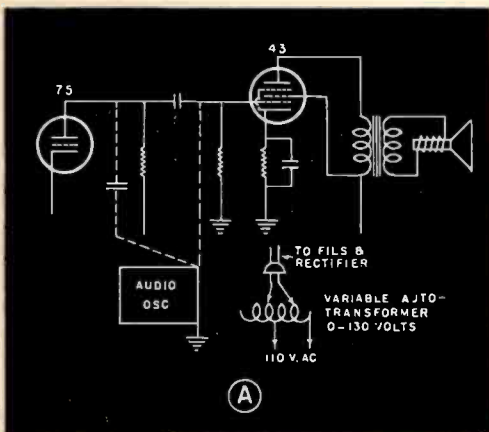 43
75
TO FILS &
RECTIFIER
AUDIO
OSC
VARIABLE AUTO-
TRANSFORMER
0-130 VOLTS
110 V. AC
A